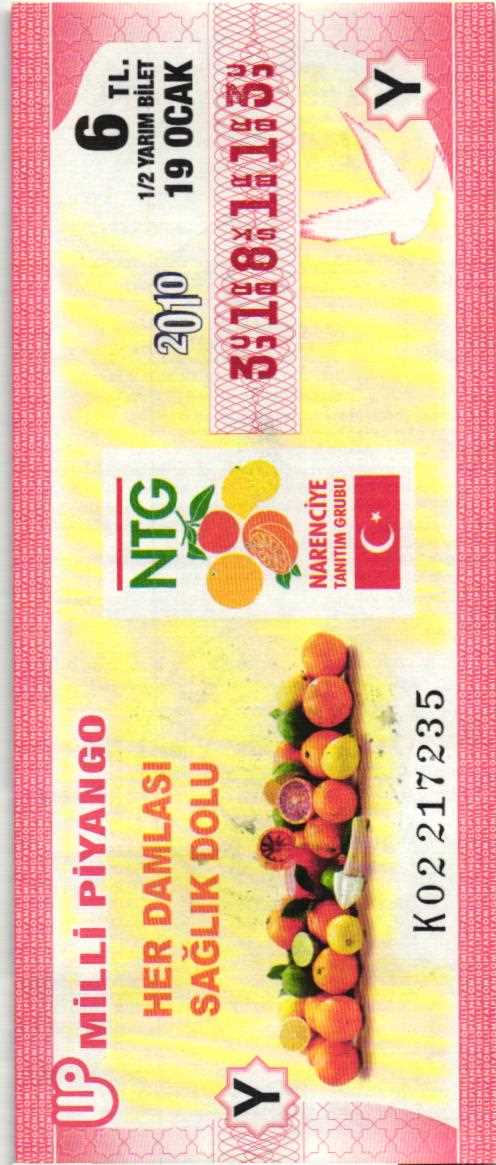 MİLLİ PİYANGO
HER DAMLASI
SAĞLIK DOLU
K02 217235
NTG
NARENCİYE
TANITIM GRUBU
2010
6 TL.
1/2 YARIM BİLET
19 OCAK
318113
Y
Y